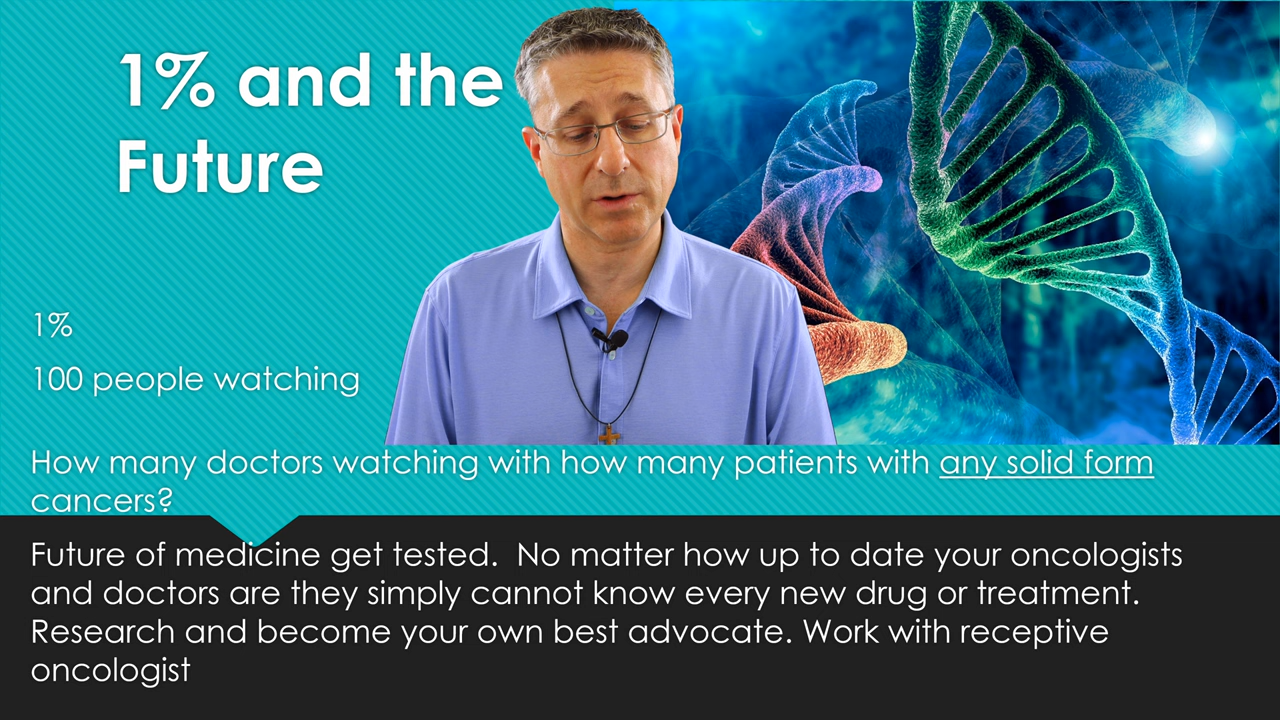 1% and the
Future
1%
100 people watching
How many doctors watching with how many patients with any solid form
cancers?
Future of medicine get tested.  No matter how up to date your oncologists
and doctors are they simply cannot know every new drug or treatment.
Research and become your own best advocate. Work with receptive
oncologist